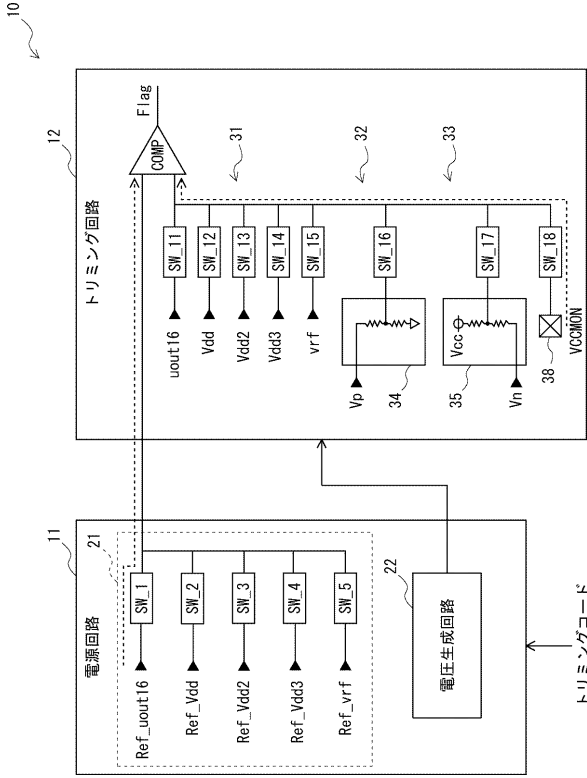 10
11
電源回路
21
Ref_uout16
SW_1
Ref_Vdd
SW_2
Ref_Vdd2
SW_3
Ref_Vdd3
SW_4
Ref_vrf
SW_5
22
電圧生成回路
トリミングコード
12
トリミング回路
COMP
Flag
31
uout16
SW_11
Vdd
SW_12
Vdd2
SW_13
Vdd3
SW_14
vrf
SW_15
32
SW_16
Vp
34
33
SW_17
Vcc
Vn
35
SW_18
38
VCCMON